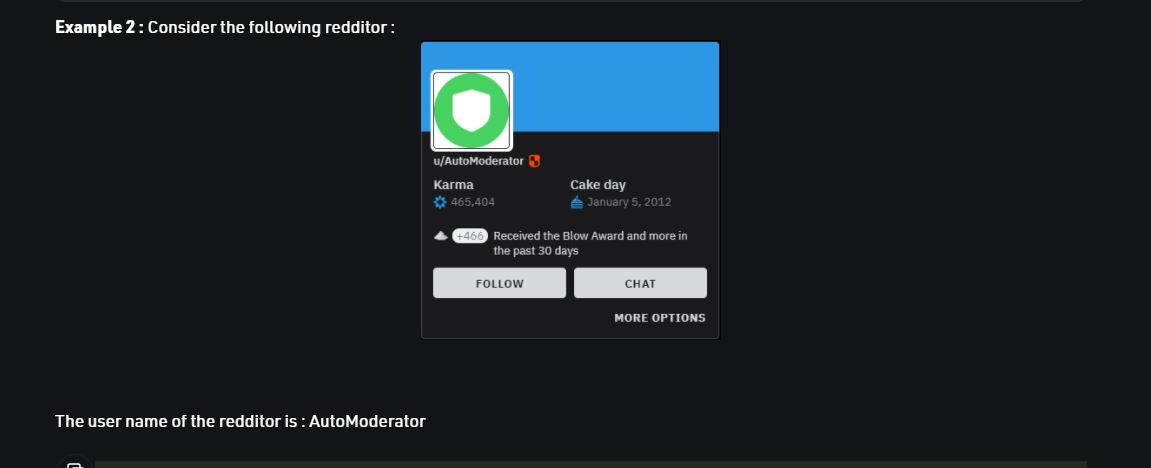 Example 2 : Consider the following redditor :
u/AutoModerator
Karma Cake day
465,404 January 5, 2012
+466 Received the Blow Award and more in
the past 30 days
FOLLOW CHAT
MORE OPTIONS
The user name of the redditor is : AutoModerator